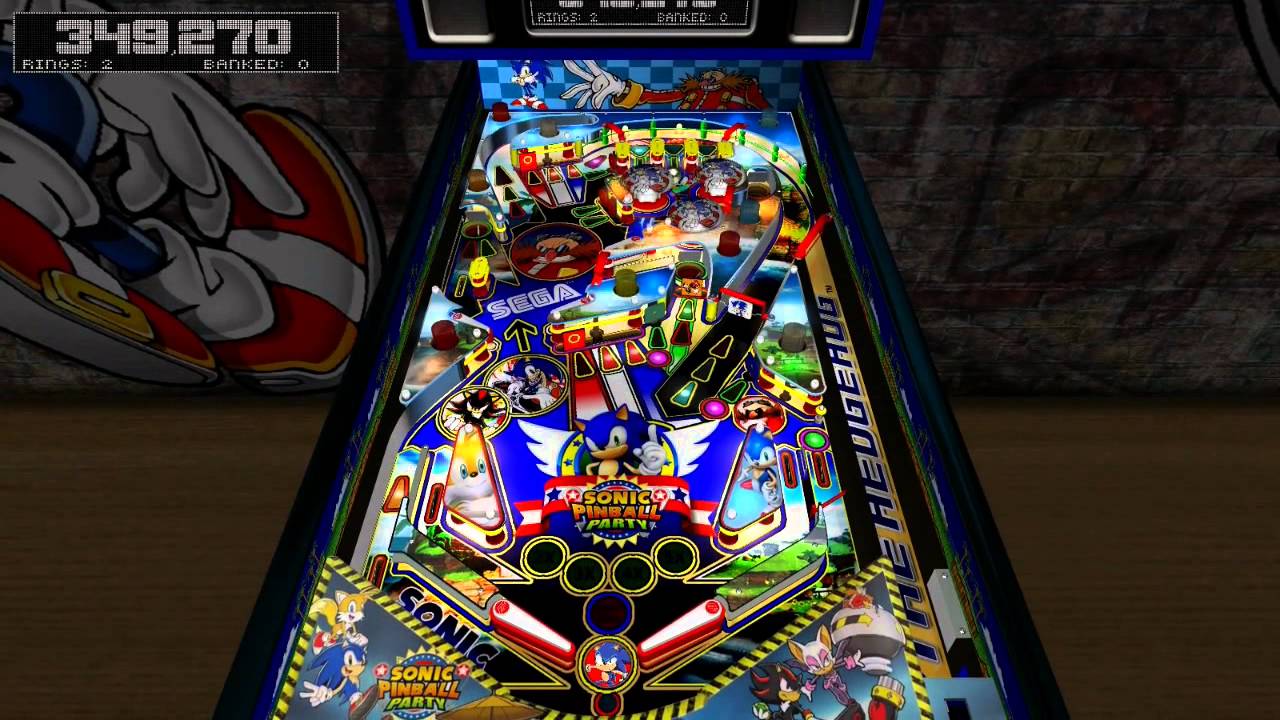 349,270
RINGS: 2 BANKED: 0
RINGS: 2 BANKED: 0
SEGA
THE HEDGEHOG™
SONIC
PINBALL
PARTY
SONIC
SONIC
PINBALL
PARTY